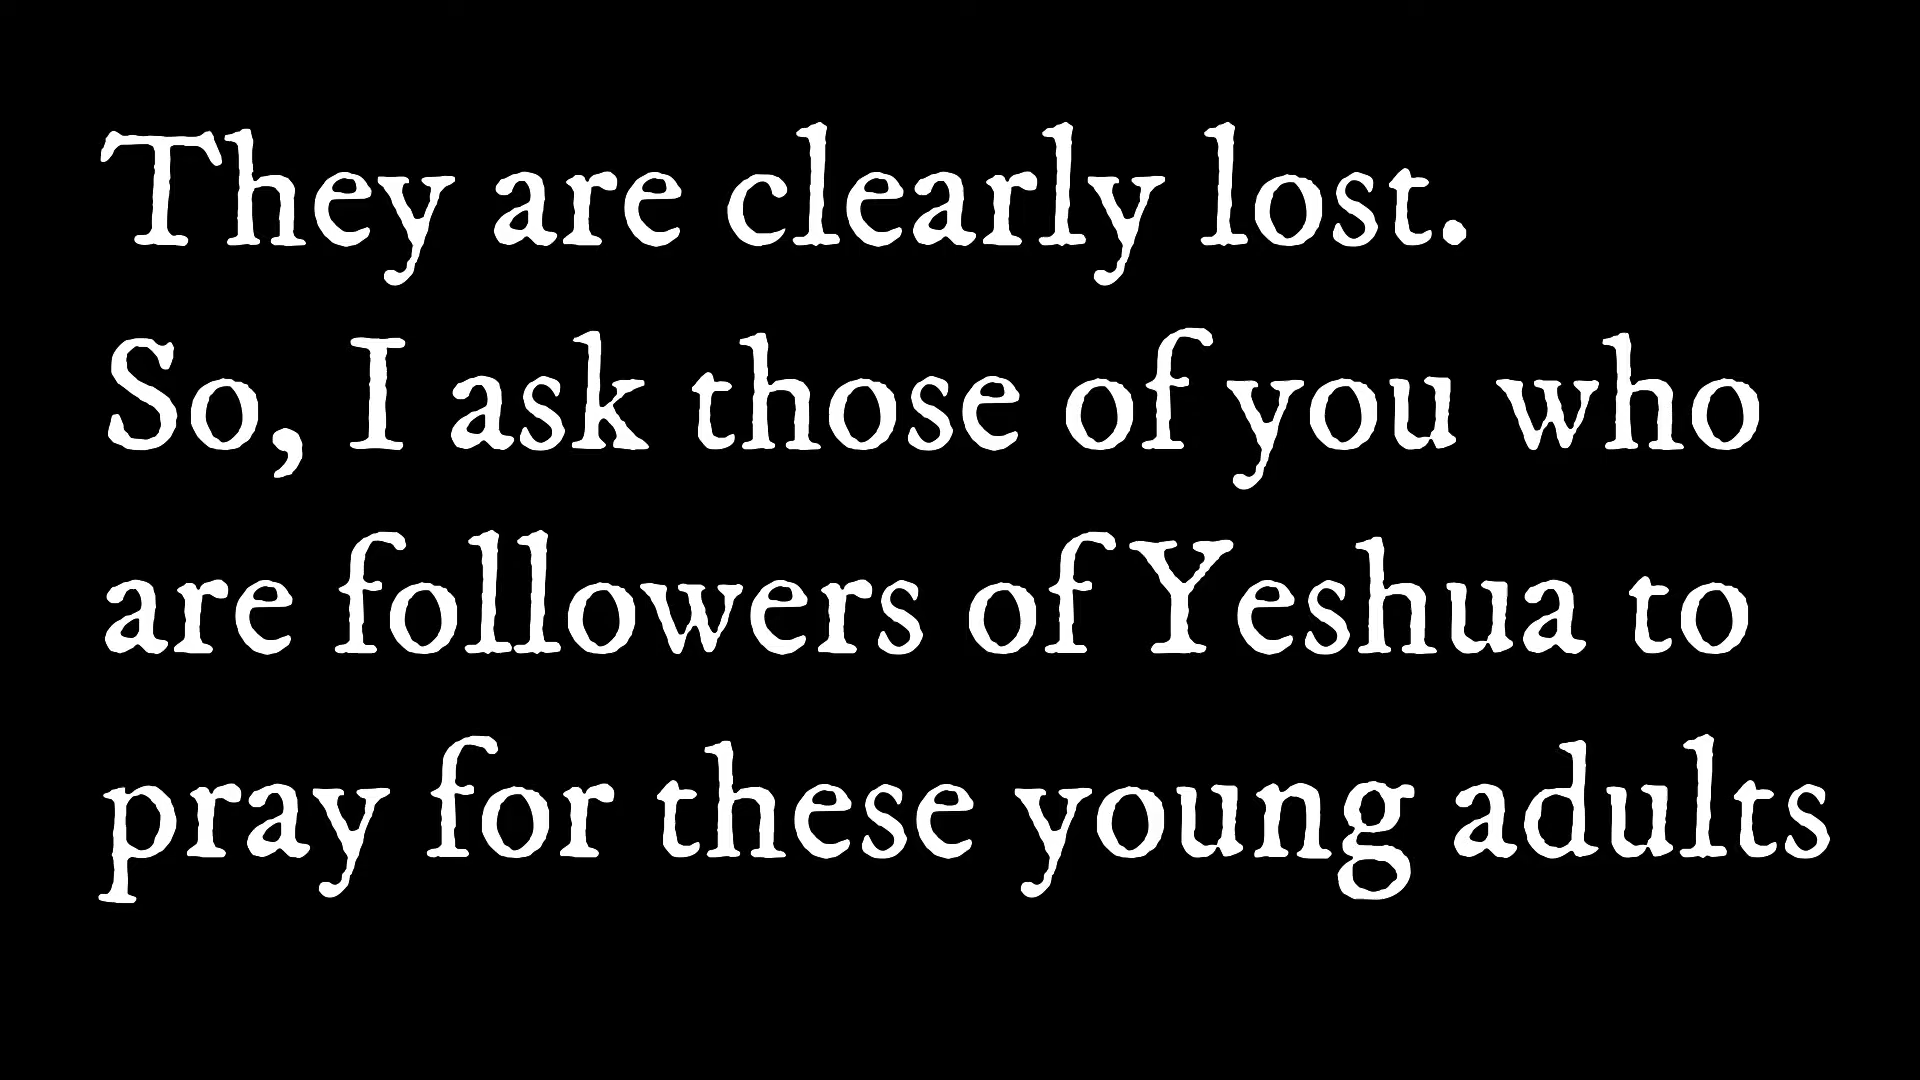 They are clearly lost.
So, I ask those of you who
are followers of Yeshua to
pray for these young adults